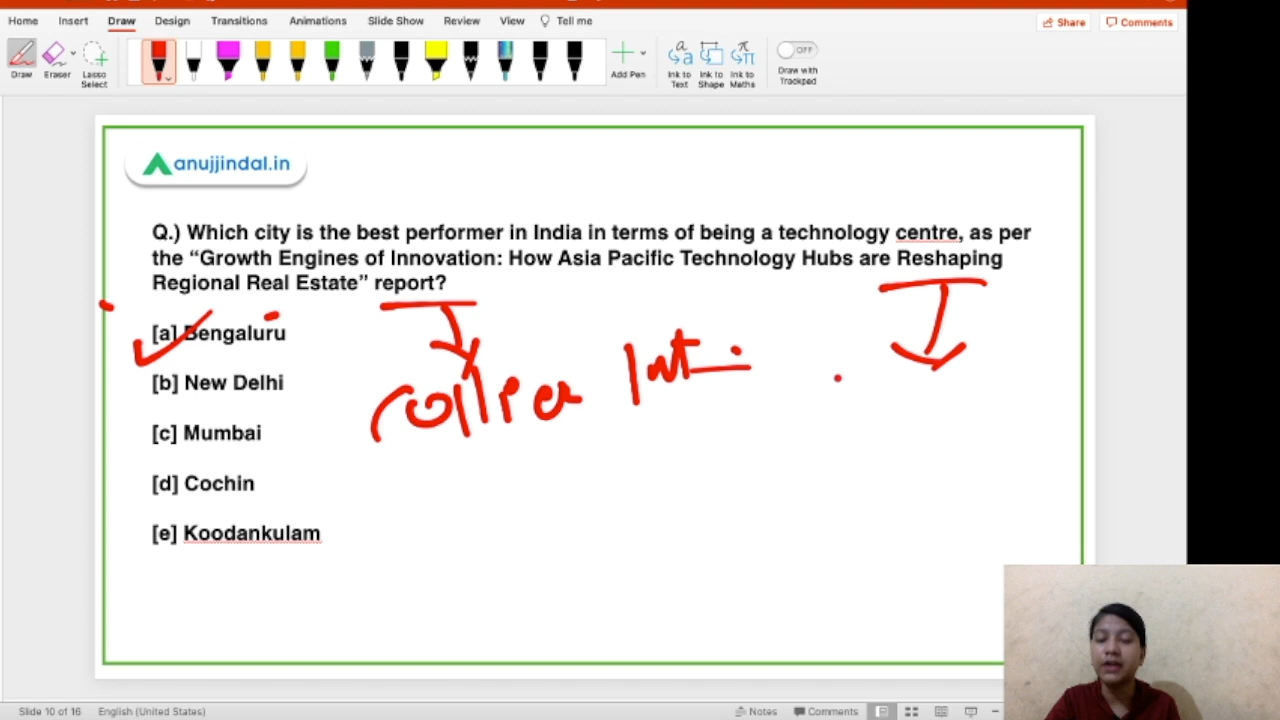 Home Insert Draw Design Transitions Animations Slide Show Review View Tell me Share Comments
Draw Eraser Lasso Select Add Pen Ink to Text Ink to Shape Ink to Maths OFF Draw with Trackpad
anujjindal.in
Q.) Which city is the best performer in India in terms of being a technology centre, as per
the “Growth Engines of Innovation: How Asia Pacific Technology Hubs are Reshaping
Regional Real Estate” report?
[a] Bengaluru
[b] New Delhi
Int
[c] Mumbai
[d] Cochin
[e] Koodankulam
Slide 10 of 16 English (United States) Notes Comments